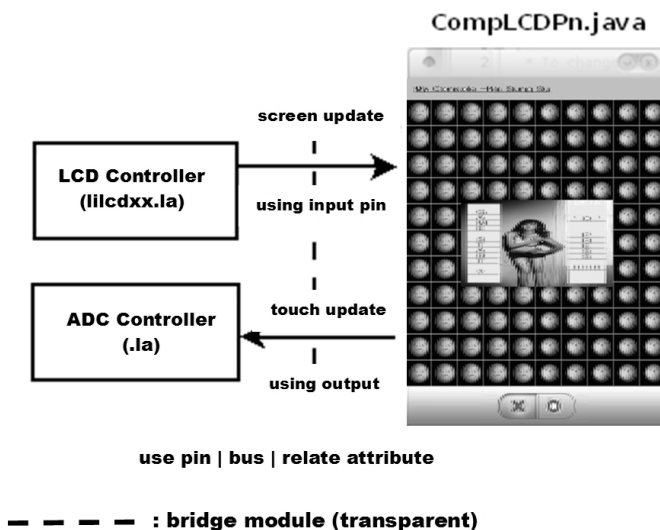 CompLCDPn.java
screen update
LCD Controller
(lilcdxx.la)
using input pin
touch update
ADC Controller
(.la)
using output
use pin | bus | relate attribute
: bridge module (transparent)